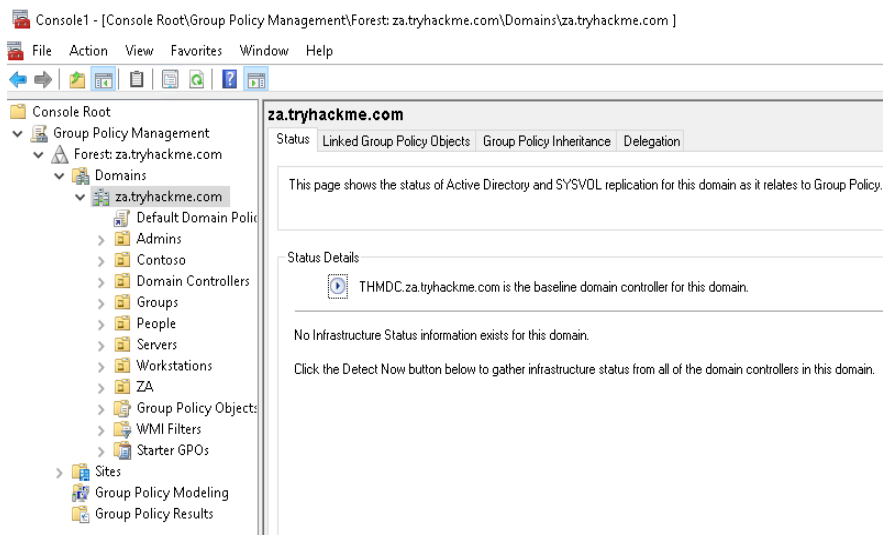 Console1 - [Console Root\Group Policy Management\Forest: za.tryhackme.com\Domains\za.tryhackme.com ]
File Action View Favorites Window Help
Console Root
Group Policy Management
Forest: za.tryhackme.com
Domains
za.tryhackme.com
Default Domain Polic
Admins
Contoso
Domain Controllers
Groups
People
Servers
Workstations
ZA
Group Policy Objects
WMI Filters
Starter GPOs
Sites
Group Policy Modeling
Group Policy Results
za.tryhackme.com
Status Linked Group Policy Objects Group Policy Inheritance Delegation
This page shows the status of Active Directory and SYSVOL replication for this domain as it relates to Group Policy.
Status Details
THMDC.za.tryhackme.com is the baseline domain controller for this domain.
No Infrastructure Status information exists for this domain.
Click the Detect Now button below to gather infrastructure status from all of the domain controllers in this domain.